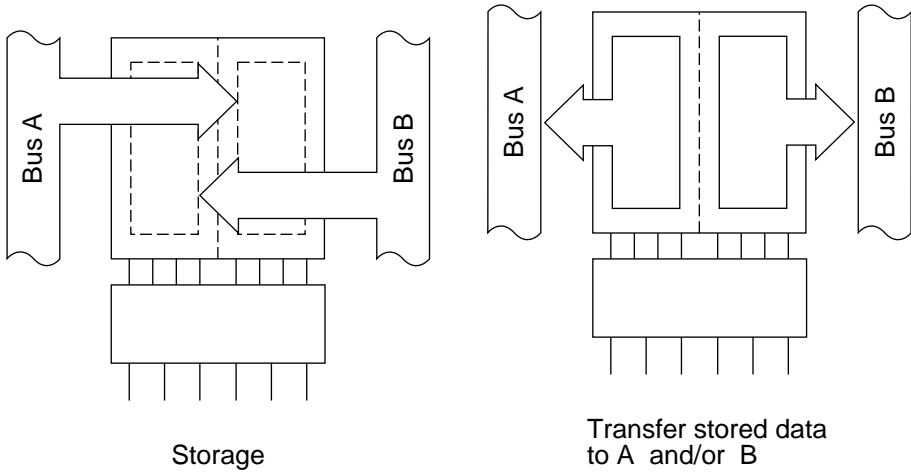 Bus A
Bus B
Storage
Bus A
Bus B
Transfer stored data
to A and/or B